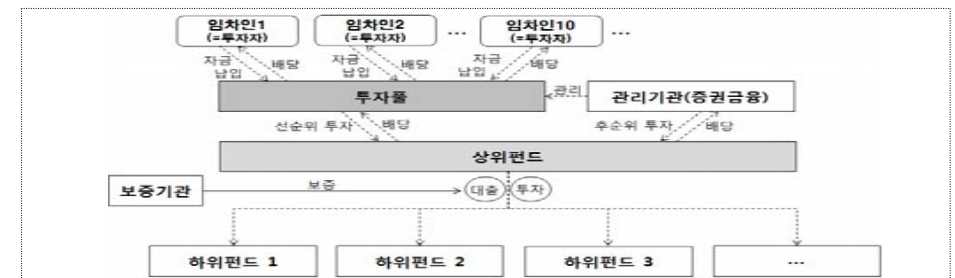 임차인1 임차인2 … 임차인10 …
(=투자자) (=투자자) (=투자자)
자금 납입 배당 자금 납입 배당 자금 납입 배당
투자풀 관리 관리기관(증권금융)
선순위 투자 배당 후순위 투자 배당
상위펀드
보증기관 보증 대출 투자
하위펀드 1 하위펀드 2 하위펀드 3 …